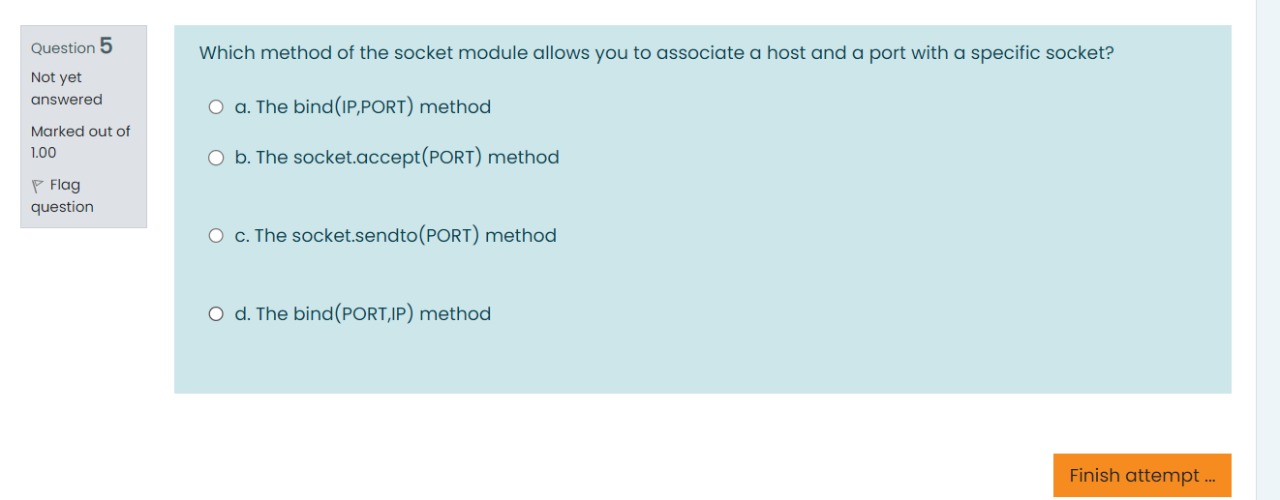 Question 5
Not yet
answered
Marked out of
1.00
Flag
question
Which method of the socket module allows you to associate a host and a port with a specific socket?
a. The bind(IP,PORT) method
b. The socket.accept(PORT) method
c. The socket.sendto(PORT) method
d. The bind(PORT,IP) method
Finish attempt ...